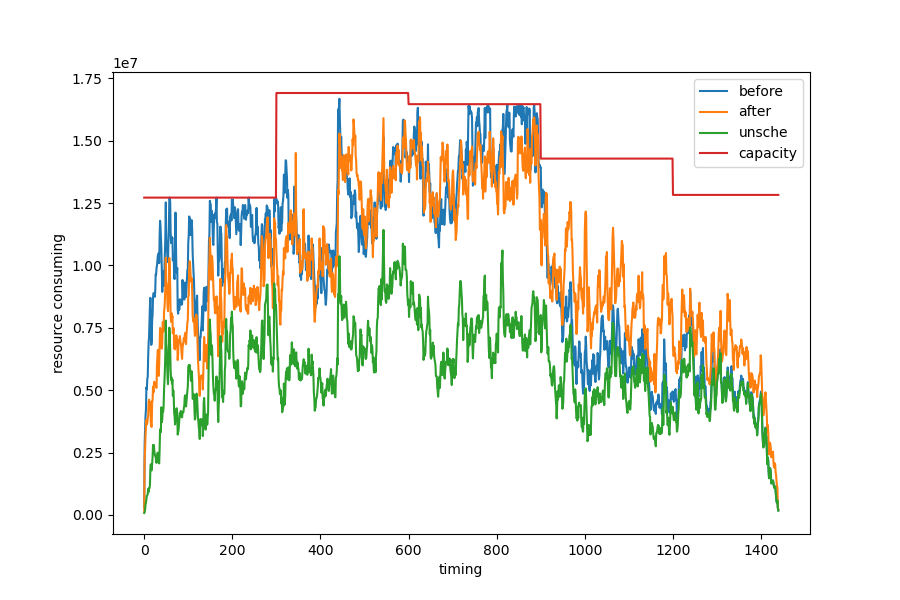 1e7
1.75
1.50
1.25
1.00
0.75
0.50
0.25
0.00
resource consuming
0 200 400 600 800 1000 1200 1400
timing
before
after
unsche
capacity